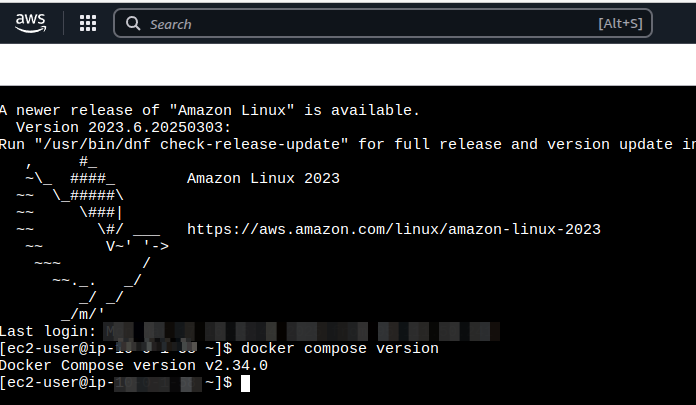 aws
Search [Alt+S]
A newer release of "Amazon Linux" is available.
  Version 2023.6.20250303:
Run "/usr/bin/dnf check-release-update" for full release and version update in
   ,     #_
   ~\_  ####_        Amazon Linux 2023
  ~~  \_#####\
  ~~     \###|
  ~~       \#/ ___   https://aws.amazon.com/linux/amazon-linux-2023
   ~~       V~' '->
    ~~~         /
      ~~._.   _/
         _/ _/
       _/m/'
Last login:
[ec2-user@ip- ~]$ docker compose version
Docker Compose version v2.34.0
[ec2-user@ip- ~]$